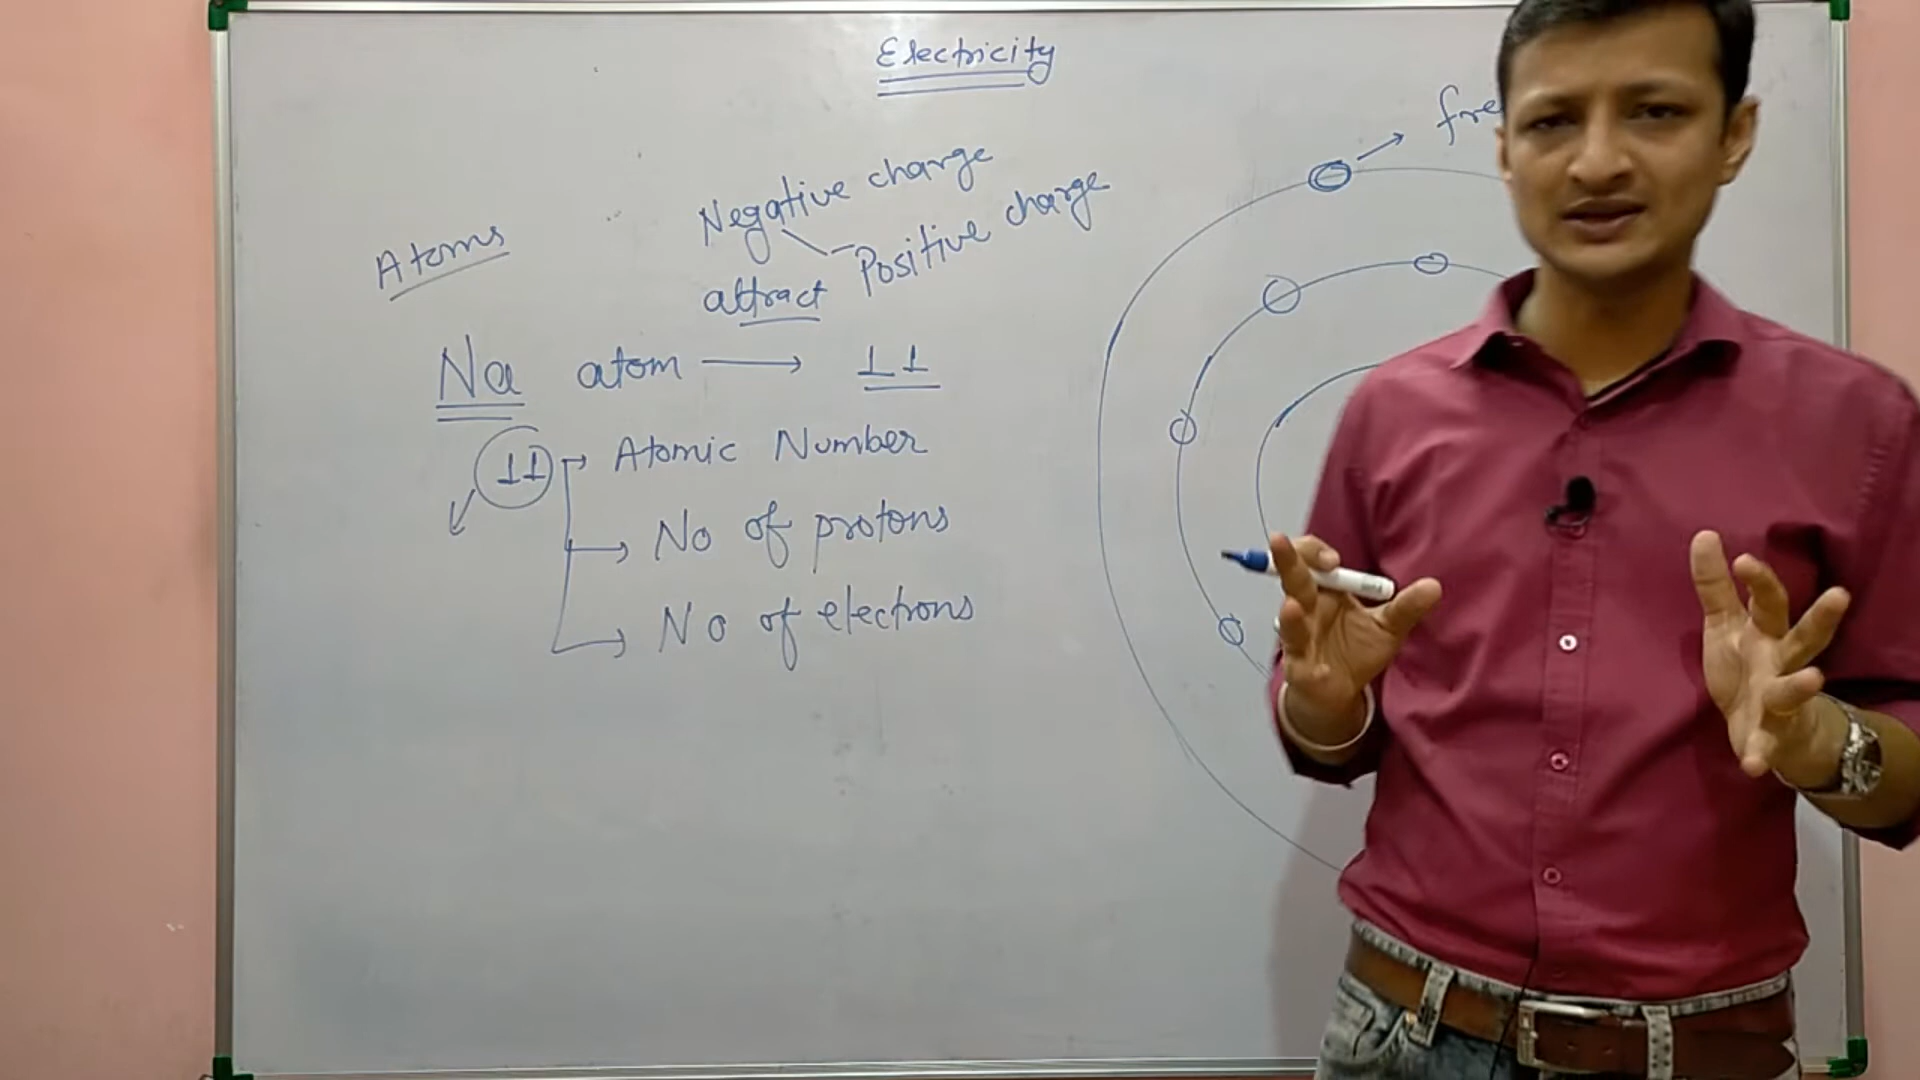 Electricity
Negative charge
Positive charge
attract
Atoms
Na atom → 11
11 → Atomic Number
→ No of protons
→ No of electrons